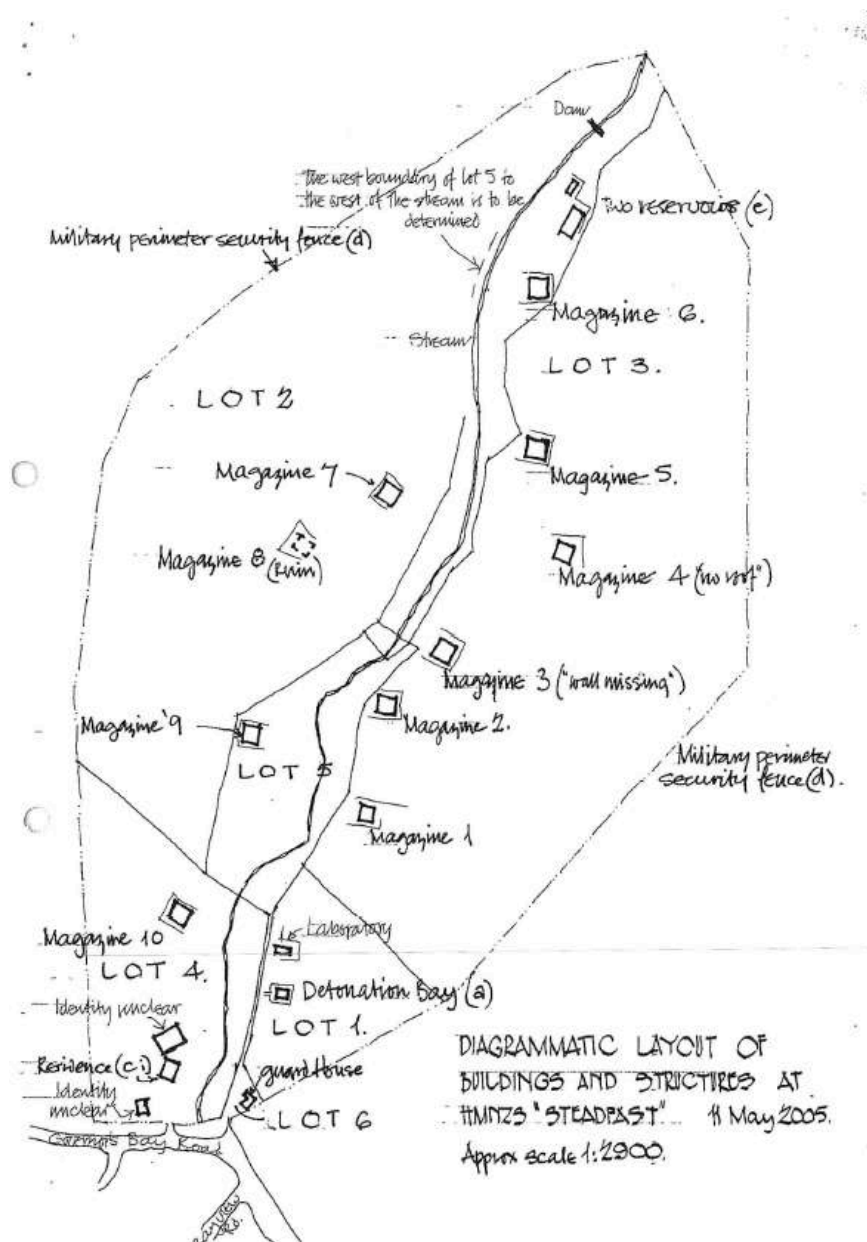 Dam
the west boundary of lot 5 to
the west of the stream is to be
determined
Two reservoirs (e)
Military perimeter security fence (d)
Magazine 6.
Stream
LOT 3.
LOT 2
Magazine 7
Magazine 5.
Magazine 8 (Ruin)
Magazine 4 ("no roof")
Magazine 3 ("wall missing")
Magazine 9
Magazine 2.
LOT 5
Military perimeter
security fence (d).
Magazine 1
Laboratory
Magazine 10
LOT 4.
Detonation Bay (a)
Identity unclear
LOT 1.
Residence (c)
guard House
Identity
unclear
LOT 6
Governors Bay Road
Rd.
DIAGRAMMATIC LAYOUT OF
BUILDINGS AND STRUCTURES AT
HMNZS "STEADFAST" 11 May 2005.
Approx scale 1:2900.